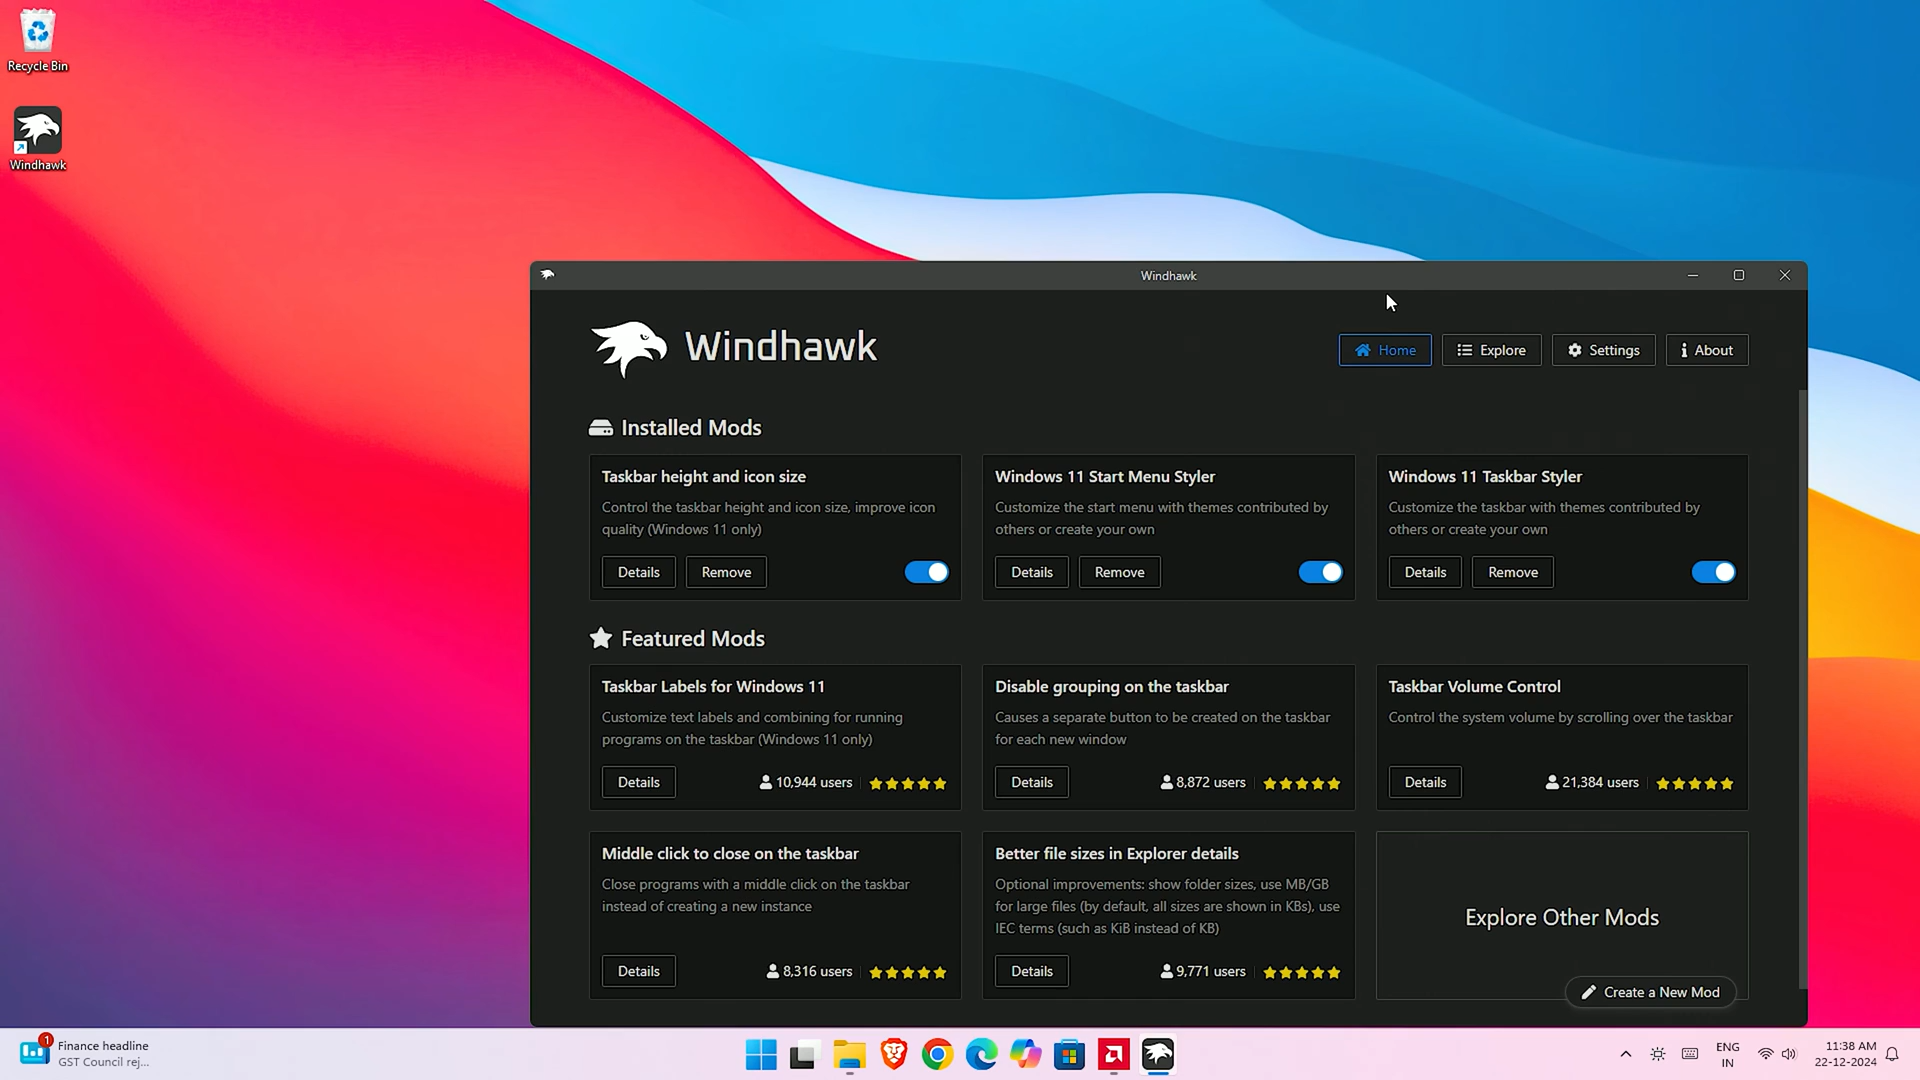 Recycle Bin
Windhawk
Windhawk
Windhawk
Home
Explore
Settings
About
Installed Mods
Taskbar height and icon size
Control the taskbar height and icon size, improve icon
quality (Windows 11 only)
Details
Remove
Windows 11 Start Menu Styler
Customize the start menu with themes contributed by
others or create your own
Details
Remove
Windows 11 Taskbar Styler
Customize the taskbar with themes contributed by
others or create your own
Details
Remove
Featured Mods
Taskbar Labels for Windows 11
Customize text labels and combining for running
programs on the taskbar (Windows 11 only)
Details
10,944 users
Disable grouping on the taskbar
Causes a separate button to be created on the taskbar
for each new window
Details
8,872 users
Taskbar Volume Control
Control the system volume by scrolling over the taskbar
Details
21,384 users
Middle click to close on the taskbar
Close programs with a middle click on the taskbar
instead of creating a new instance
Details
8,316 users
Better file sizes in Explorer details
Optional improvements: show folder sizes, use MB/GB
for large files (by default, all sizes are shown in KBs), use
IEC terms (such as KiB instead of KB)
Details
9,771 users
Explore Other Mods
Create a New Mod
1
Finance headline
GST Council rej...
ENG
IN
11:38 AM
22-12-2024